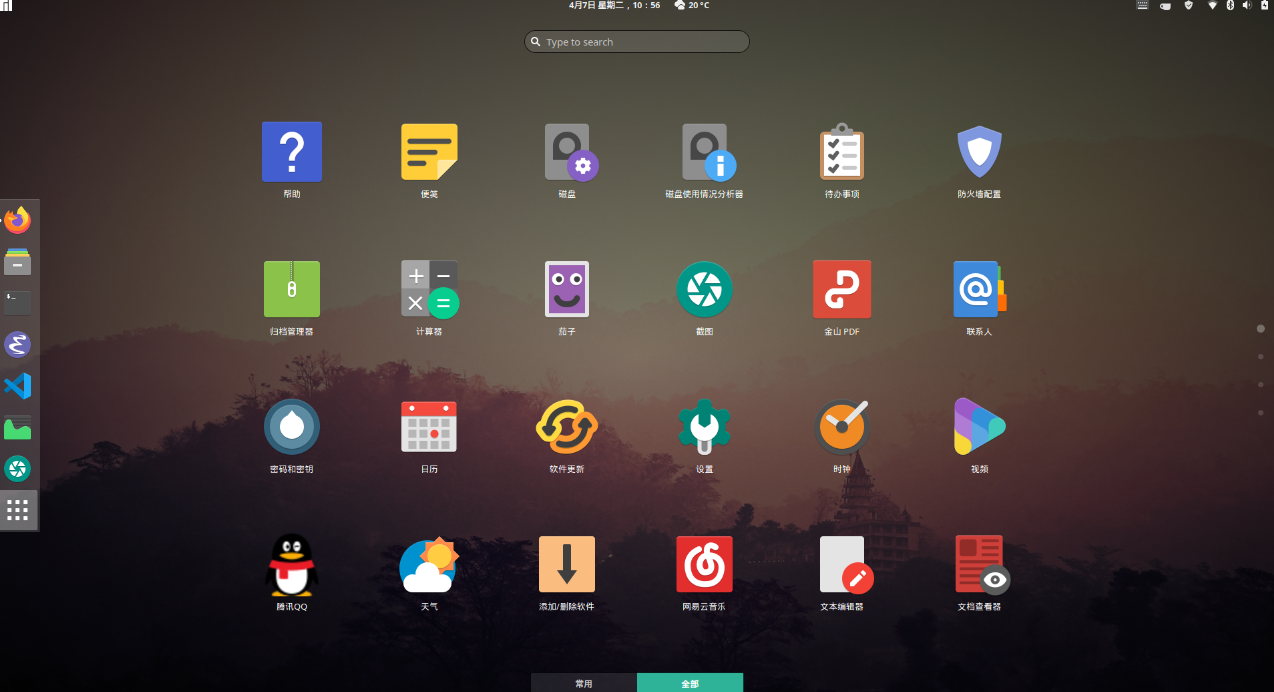 4月7日 星期二，10：56
20 °C
Type to search
帮助
便笺
磁盘
磁盘使用情况分析器
待办事项
防火墙配置
归档管理器
计算器
茄子
截图
金山 PDF
联系人
密码和密钥
日历
软件更新
设置
时钟
视频
腾讯QQ
天气
添加/删除软件
网易云音乐
文本编辑器
文档查看器
常用
全部